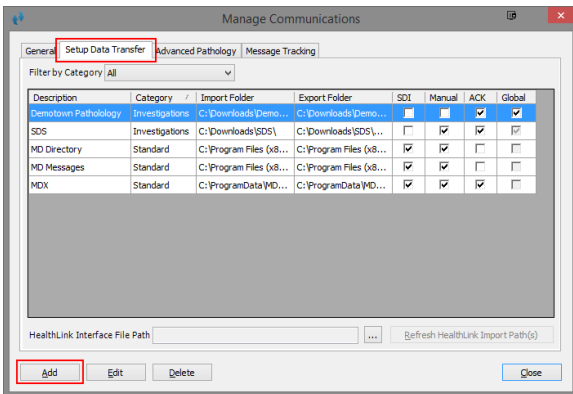 Manage Communications
General Setup Data Transfer Advanced Pathology Message Tracking
Filter by Category All
Description Category / Import Folder Export Folder SDI Manual ACK Global
Demotown Patholology Investigations C:\Downloads\Demo... C:\Downloads\Demo...
SDS Investigations C:\Downloads\SDS\ C:\Downloads\SDS\...
MD Directory Standard C:\Program Files (x8... C:\Program Files (x8...
MD Messages Standard C:\Program Files (x8... C:\Program Files (x8...
MDX Standard C:\ProgramData\MD... C:\ProgramData\MD...
HealthLink Interface File Path ... Refresh HealthLink Import Path(s)
Add Edit Delete Close